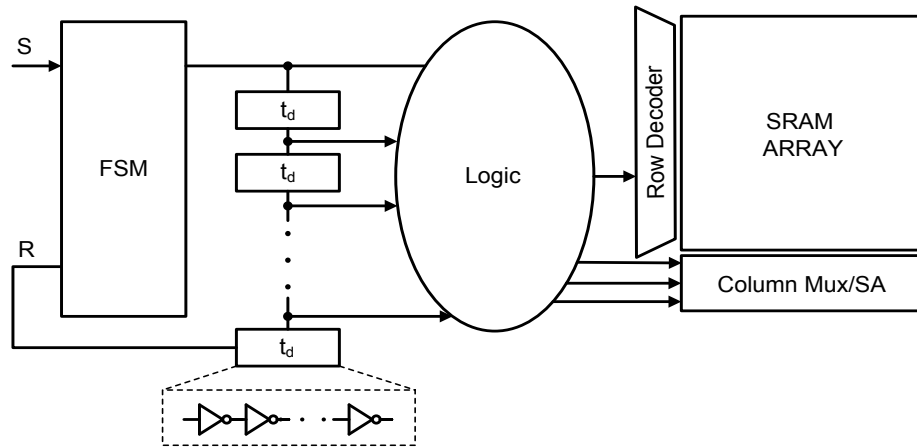 S
FSM
R
t_d
t_d
t_d
Logic
Row Decoder
SRAM
ARRAY
Column Mux/SA